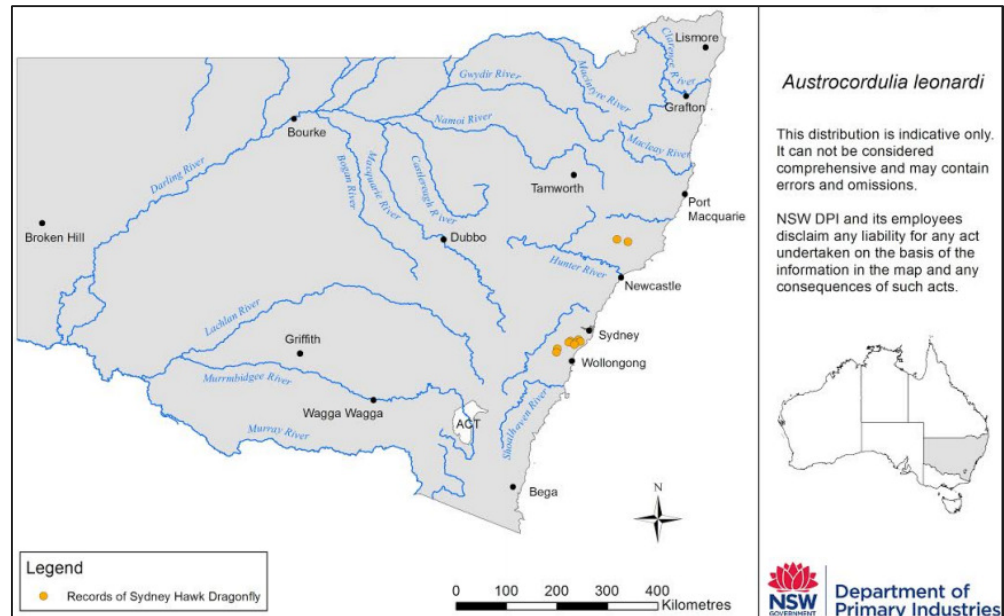 Lismore
Clarence River
Macintyre River
Gwydir River
Grafton
Namoi River
Bourke
Macleay River
Darling River
Bogan River
Macquarie River
Castlereagh River
Tamworth
Port
Macquarie
Broken Hill
Dubbo
Hunter River
Newcastle
Lachlan River
Sydney
Griffith
Wollongong
Murrmbidgee River
Wagga Wagga
ACT
Shoalhaven River
Murray River
Bega
N
Legend
Records of Sydney Hawk Dragonfly
0 100 200 300 400
Kilometres
Austrocordulia leonardi
This distribution is indicative only.
It can not be considered
comprehensive and may contain
errors and omissions.
NSW DPI and its employees
disclaim any liability for any act
undertaken on the basis of the
information in the map and any
consequences of such acts.
NSW
GOVERNMENT
Department of
Primary Industries